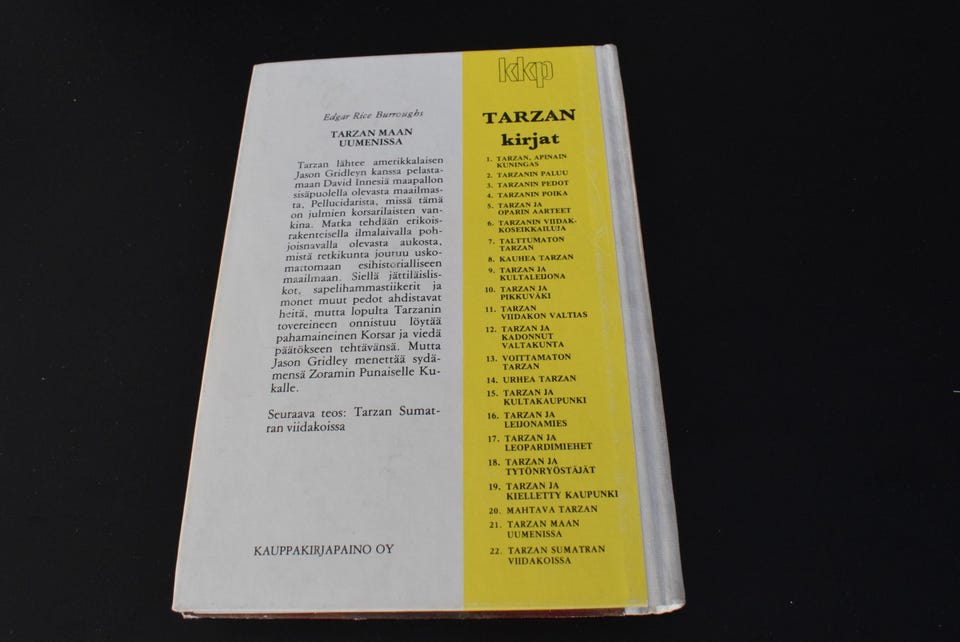 Edgar Rice Burroughs
TARZAN MAAN
UUMENISSA
Tarzan lähtee amerikkalaisen
Jason Gridleyn kanssa pelasta-
maan David Innesiä maapallon
sisäpuolella olevasta maailmas-
ta, Pellucidarista, missä tämä
on julmien korsarilaisten van-
kina. Matka tehdään erikois-
rakenteisella ilmalaivalla poh-
joisnavalla olevasta aukosta,
mistä retkikunta joutuu usko-
mattomaan esihistorialliseen
maailmaan. Siellä jättiläislis-
kot, sapelihammastiikerit ja
monet muut pedot ahdistavat
heitä, mutta lopulta Tarzanin
tovereineen onnistuu löytää
pahamaineinen Korsar ja viedä
päätökseen tehtävänsä. Mutta
Jason Gridley menettää sydä-
mensä Zoramin Punaiselle Ku-
kalle.
Seuraava teos: Tarzan Sumat-
ran viidakoissa
KAUPPAKIRJAPAINO OY
kkp
TARZAN
kirjat
1. TARZAN, APINAIN
KUNINGAS
2. TARZANIN PALUU
3. TARZANIN PEDOT
4. TARZANIN POIKA
5. TARZAN JA
OPARIN AARTEET
6. TARZANIN VIIDAK-
KOSEIKKAILUJA
7. TALTTUMATON
TARZAN
8. KAUHEA TARZAN
9. TARZAN JA
KULTALEIJONA
10. TARZAN JA
PIKKUVÄKI
11. TARZAN
VIIDAKON VALTIAS
12. TARZAN JA
KADONNUT
VALTAKUNTA
13. VOITTAMATON
TARZAN
14. URHEA TARZAN
15. TARZAN JA
KULTAKAUPUNKI
16. TARZAN JA
LEIJONAMIES
17. TARZAN JA
LEOPARDIMIEHET
18. TARZAN JA
TYTÖNRYÖSTÄJÄT
19. TARZAN JA
KIELLETTY KAUPUNKI
20. MAHTAVA TARZAN
21. TARZAN MAAN
UUMENISSA
22. TARZAN SUMATRAN
VIIDAKOISSA